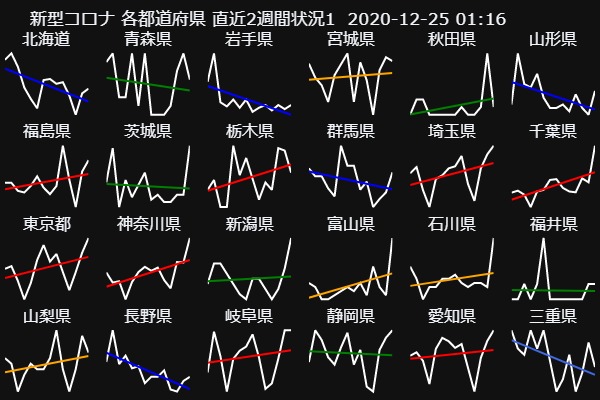 新型コロナ 各都道府県 直近2週間状況1 2020-12-25 01:16
北海道 青森県 岩手県 宮城県 秋田県 山形県
福島県 茨城県 栃木県 群馬県 埼玉県 千葉県
東京都 神奈川県 新潟県 富山県 石川県 福井県
山梨県 長野県 岐阜県 静岡県 愛知県 三重県